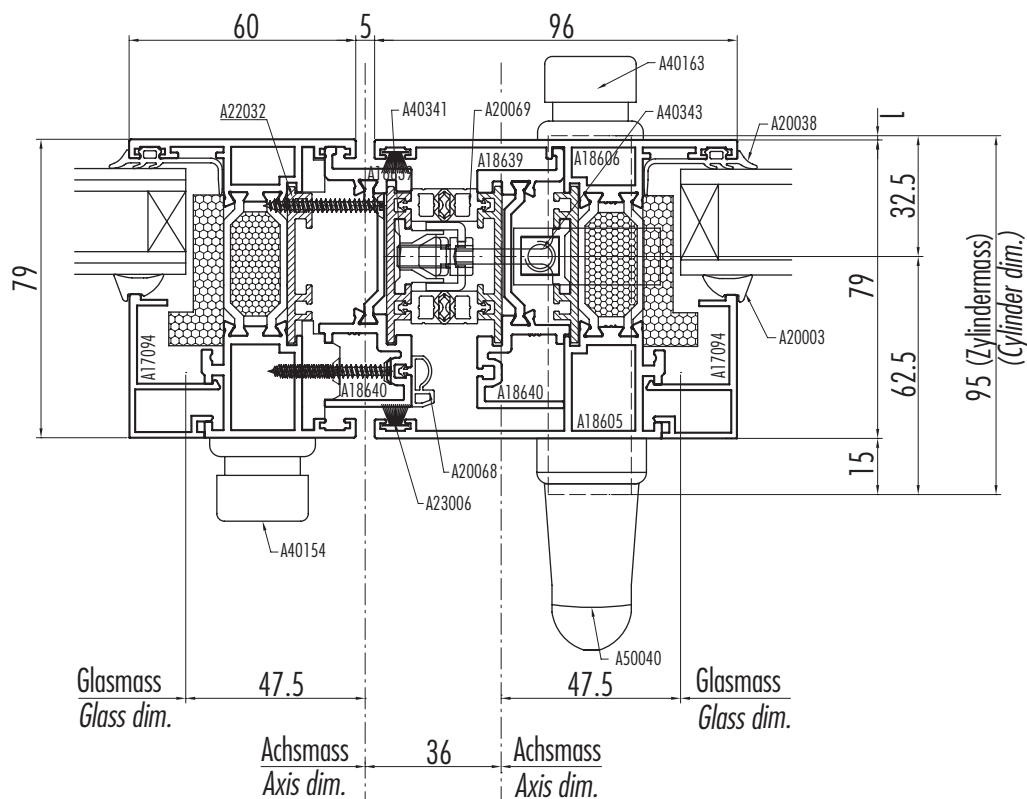 60
5
96
A40163
A22032
A40341
A20069
A40343
L
A20038
A18639
A18606
32.5
79
79
95 (Zylindermass)
(Cylinder dim.)
A20003
A17094
A17094
62.5
A18640
A18640
A18605
A20068
A23006
15
A40154
A50040
Glasmass
Glass dim.
47.5
47.5
Glasmass
Glass dim.
Achsmass
Axis dim.
36
Achsmass
Axis dim.